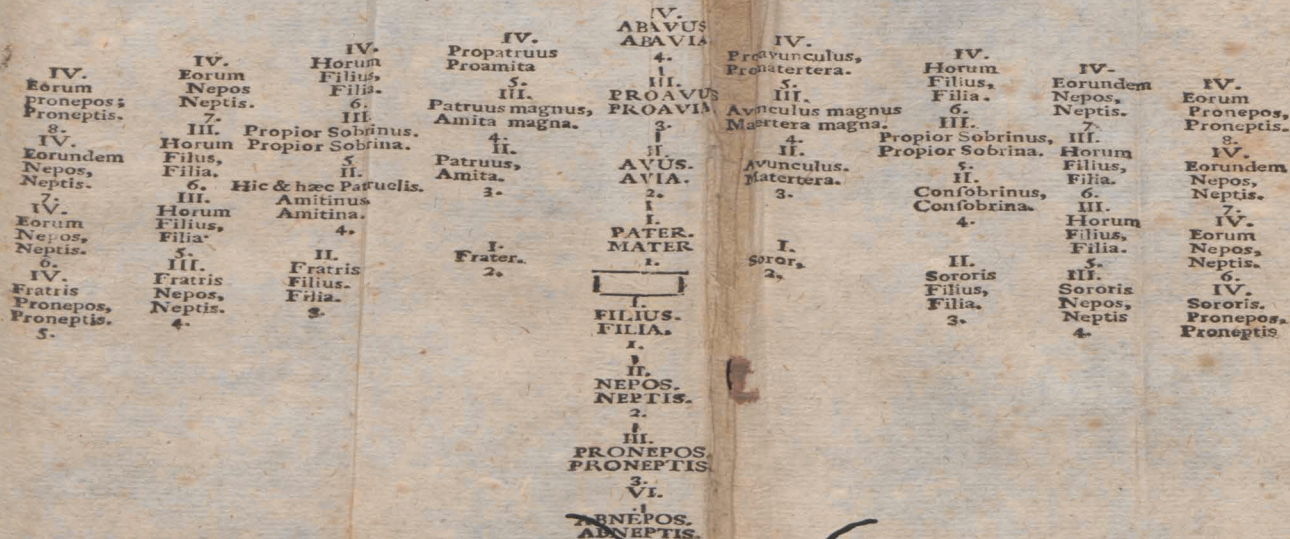 IV.
Eorum
pronepos;
Proneptis.
8.
IV.
Eorundem
Nepos,
Neptis.
7.
IV.
Eorum
Nepos,
Neptis.
6.
IV.
Fratris
Pronepos,
Proneptis.
5.
IV.
Eorum
Nepos
Neptis.
7.
III.
Horum
Filus,
Filia.
6.
III.
Horum
Filius,
Filia.
5.
III.
Fratris
Nepos,
Neptis.
4.
IV.
Horum
Filius,
Filia.
6.
III.
Propior Sobrinus.
Propior Sobrina.
5.
II.
Hic & hæc Patruelis.
Amitinus
Amitina.
4.
II.
Fratris
Filius.
Filia.
3.
IV.
Propatruus
Proamita
5.
III.
Patruus magnus,
Amita magna.
4.
II.
Patruus,
Amita.
3.
I.
Frater.
2.
IV.
ABAVUS
ABAVIA
4.
I
III.
PROAVUS
PROAVIA
3.
I
II.
AVUS.
AVIA.
2.
I
I.
PATER.
MATER
1.
I.
FILIUS.
FILIA.
1.
II.
NEPOS.
NEPTIS.
2.
III.
PRONEPOS.
PRONEPTIS
3.
VI.
ABNEPOS.
ABNEPTIS.
IV.
Proavunculus,
Promatertera.
5.
III.
Avunculus magnus
Maertera magna.
4.
II.
Avunculus.
Matertera.
3.
I.
Soror,
2.
IV.
Horum
Filius,
Filia.
6.
III.
Propior Sobrinus,
Propior Sobrina.
5.
II.
Conſobrinus,
Conſobrina.
4.
II.
Sororis
Filius,
Filia.
3.
IV.
Eorundem
Nepos,
Neptis.
7.
III.
Horum
Filius,
Filia.
6.
III.
Horum
Filius,
Filia.
5.
III.
Sororis
Nepos,
Neptis
4.
IV.
Eorum
Pronepos,
Proneptis.
8.
IV.
Eorundem
Nepos,
Neptis.
7.
IV.
Eorum
Nepos,
Neptis.
6.
IV.
Sororis.
Pronepos,
Proneptis